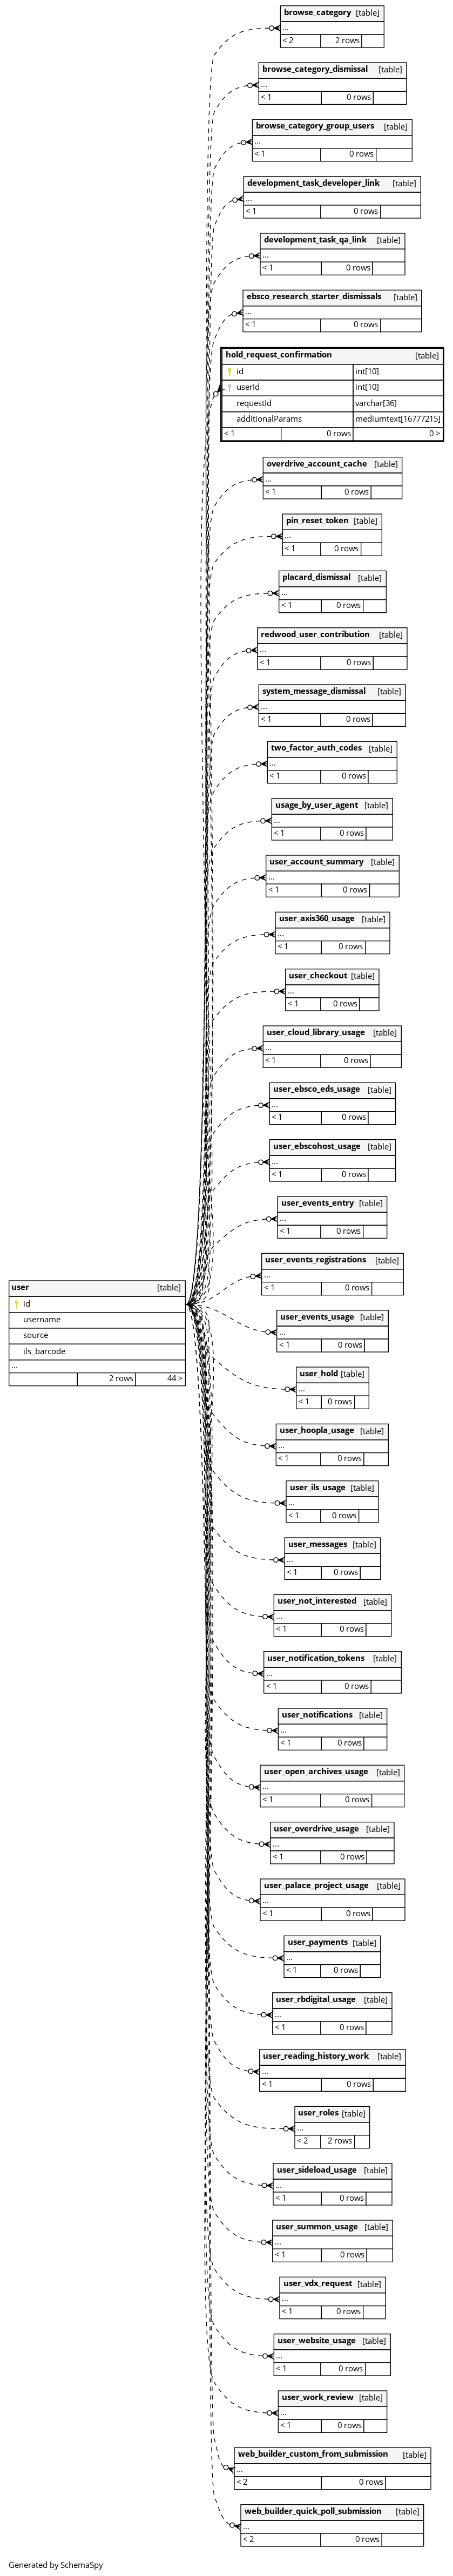 browse_category [table]
...
< 2 2 rows
browse_category_dismissal [table]
...
< 1 0 rows
browse_category_group_users [table]
...
< 1 0 rows
development_task_developer_link [table]
...
< 1 0 rows
development_task_qa_link [table]
...
< 1 0 rows
ebsco_research_starter_dismissals [table]
...
< 1 0 rows
hold_request_confirmation [table]
id int[10]
userId int[10]
requestId varchar[36]
additionalParams mediumtext[16777215]
< 1 0 rows 0 >
overdrive_account_cache [table]
...
< 1 0 rows
pin_reset_token [table]
...
< 1 0 rows
placard_dismissal [table]
...
< 1 0 rows
redwood_user_contribution [table]
...
< 1 0 rows
system_message_dismissal [table]
...
< 1 0 rows
two_factor_auth_codes [table]
...
< 1 0 rows
usage_by_user_agent [table]
...
< 1 0 rows
user_account_summary [table]
...
< 1 0 rows
user_axis360_usage [table]
...
< 1 0 rows
user_checkout [table]
...
< 1 0 rows
user_cloud_library_usage [table]
...
< 1 0 rows
user_ebsco_eds_usage [table]
...
< 1 0 rows
user_ebscohost_usage [table]
...
< 1 0 rows
user_events_entry [table]
...
< 1 0 rows
user_events_registrations [table]
...
< 1 0 rows
user [table]
id
username
source
ils_barcode
...
2 rows 44 >
user_events_usage [table]
...
< 1 0 rows
user_hold [table]
...
< 1 0 rows
user_hoopla_usage [table]
...
< 1 0 rows
user_ils_usage [table]
...
< 1 0 rows
user_messages [table]
...
< 1 0 rows
user_not_interested [table]
...
< 1 0 rows
user_notification_tokens [table]
...
< 1 0 rows
user_notifications [table]
...
< 1 0 rows
user_open_archives_usage [table]
...
< 1 0 rows
user_overdrive_usage [table]
...
< 1 0 rows
user_palace_project_usage [table]
...
< 1 0 rows
user_payments [table]
...
< 1 0 rows
user_rbdigital_usage [table]
...
< 1 0 rows
user_reading_history_work [table]
...
< 1 0 rows
user_roles [table]
...
< 2 2 rows
user_sideload_usage [table]
...
< 1 0 rows
user_summon_usage [table]
...
< 1 0 rows
user_vdx_request [table]
...
< 1 0 rows
user_website_usage [table]
...
< 1 0 rows
user_work_review [table]
...
< 1 0 rows
web_builder_custom_from_submission [table]
...
< 2 0 rows
web_builder_quick_poll_submission [table]
...
< 2 0 rows
Generated by SchemaSpy